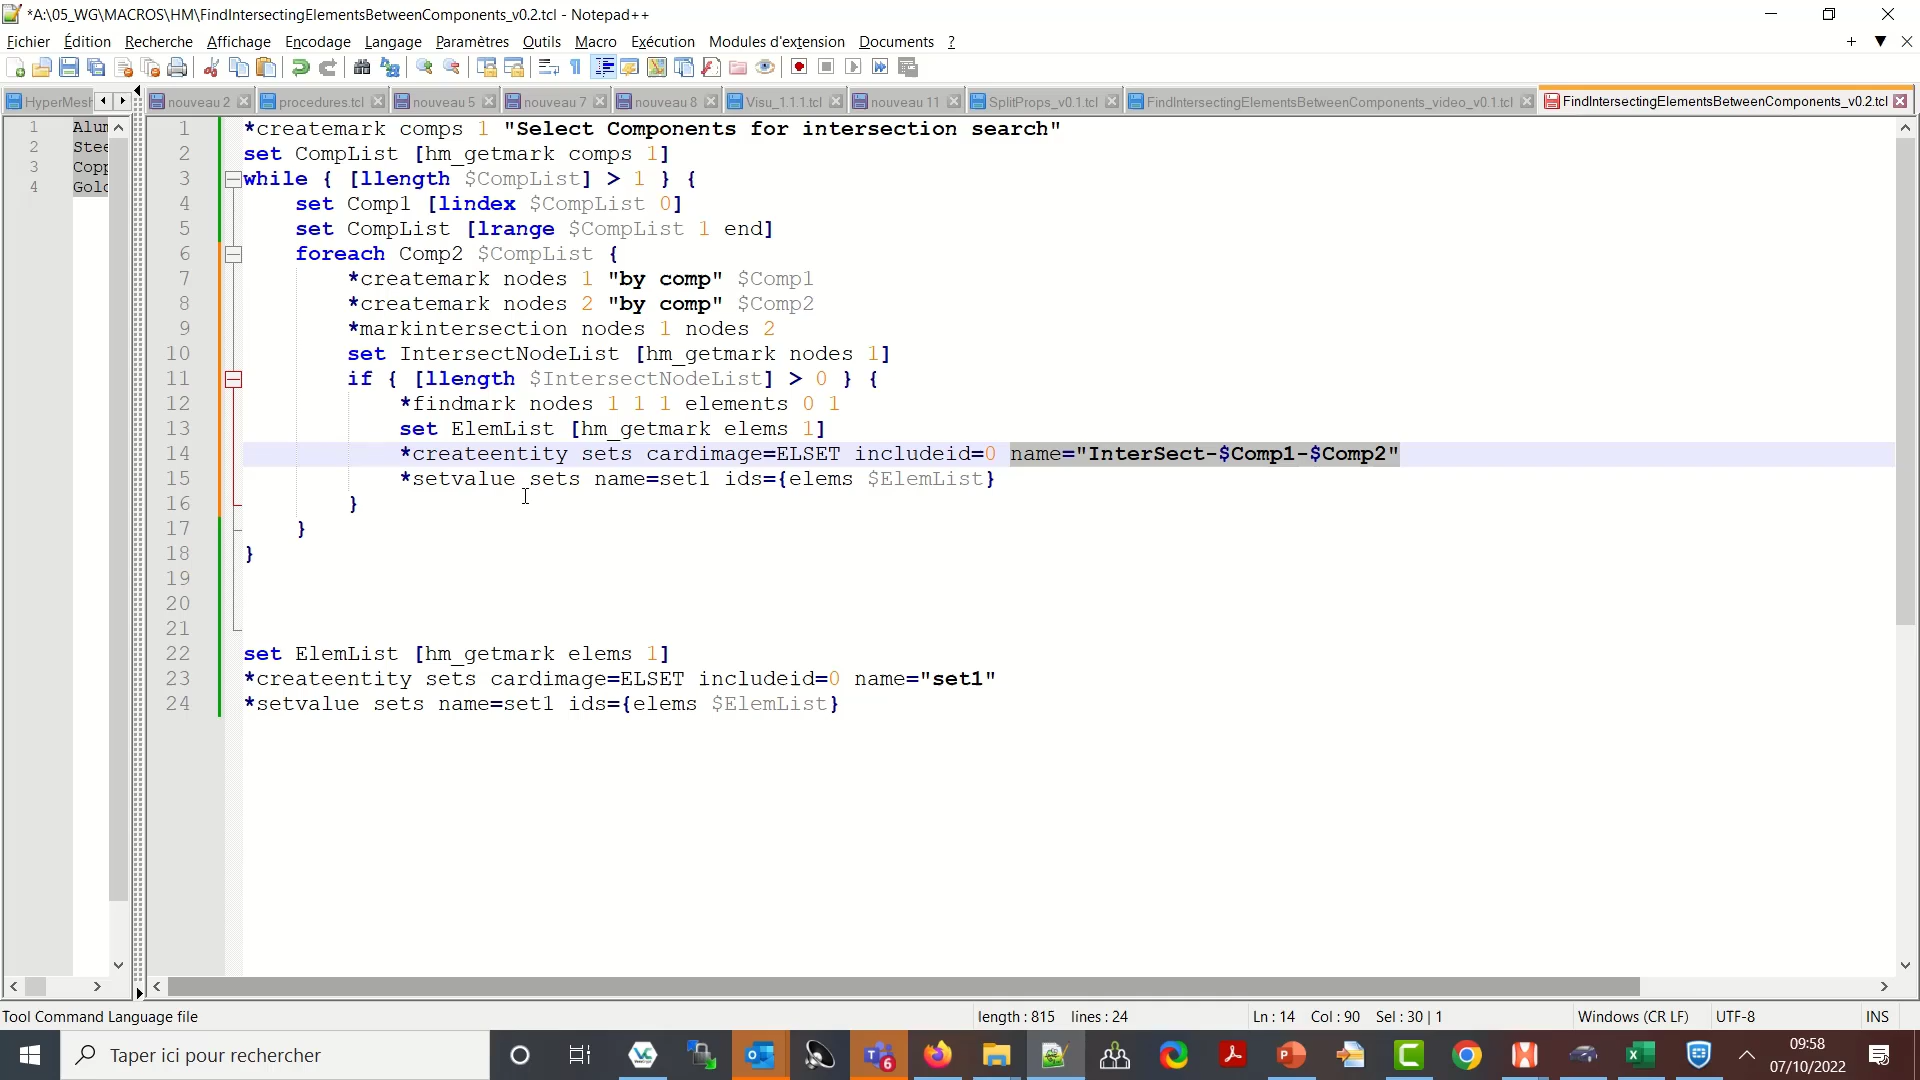 *A:\05_WG\MACROS\HM\FindIntersectingElementsBetweenComponents_v0.2.tcl - Notepad++
Fichier Édition Recherche Affichage Encodage Langage Paramètres Outils Macro Exécution Modules d'extension Documents ?
HyperMesh nouveau 2 procedures.tcl nouveau 5 nouveau 7 nouveau 8 Visu_1.1.1.tcl nouveau 11 SplitProps_v0.1.tcl FindIntersectingElementsBetweenComponents_video_v0.1.tcl FindIntersectingElementsBetweenComponents_v0.2.tcl
1 Alum
2 Stee
3 Copp
4 Gold
1 *createmark comps 1 "Select Components for intersection search"
2 set CompList [hm_getmark comps 1]
3 while { [llength $CompList] > 1 } {
4 set Comp1 [lindex $CompList 0]
5 set CompList [lrange $CompList 1 end]
6 foreach Comp2 $CompList {
7 *createmark nodes 1 "by comp" $Comp1
8 *createmark nodes 2 "by comp" $Comp2
9 *markintersection nodes 1 nodes 2
10 set IntersectNodeList [hm_getmark nodes 1]
11 if { [llength $IntersectNodeList] > 0 } {
12 *findmark nodes 1 1 1 elements 0 1
13 set ElemList [hm_getmark elems 1]
14 *createentity sets cardimage=ELSET includeid=0 name="InterSect-$Comp1-$Comp2"
15 *setvalue sets name=set1 ids={elems $ElemList}
16 }
17 }
18 }
19
20
21
22 set ElemList [hm_getmark elems 1]
23 *createentity sets cardimage=ELSET includeid=0 name="set1"
24 *setvalue sets name=set1 ids={elems $ElemList}
Tool Command Language file length : 815 lines : 24 Ln : 14 Col : 90 Sel : 30 | 1 Windows (CR LF) UTF-8 INS
Taper ici pour rechercher
6
09:58
07/10/2022